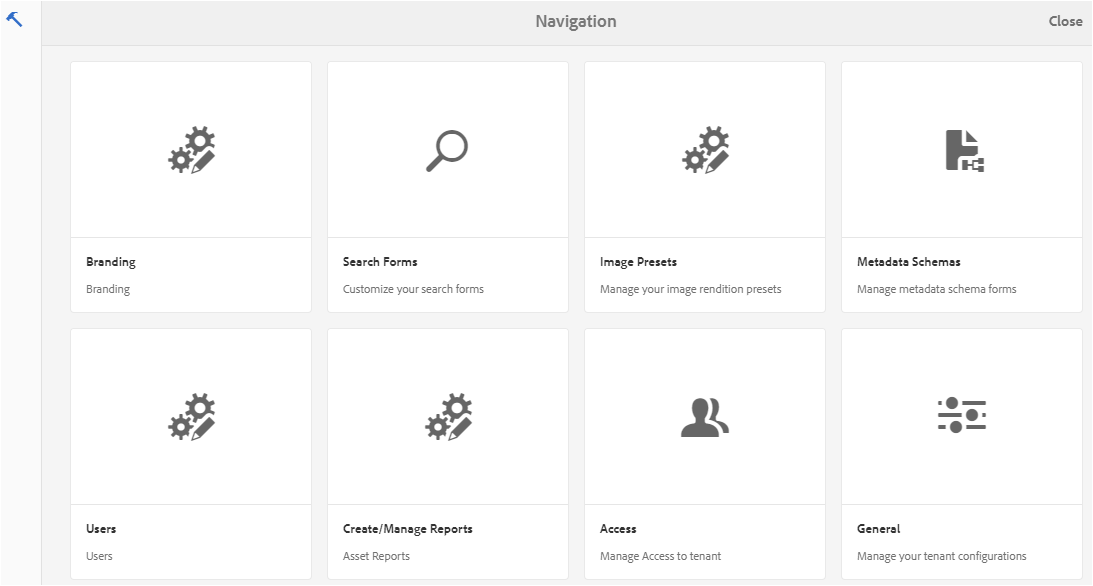 Navigation
Close
Branding
Branding
Search Forms
Customize your search forms
Image Presets
Manage your image rendition presets
Metadata Schemas
Manage metadata schema forms
Users
Users
Create/Manage Reports
Asset Reports
Access
Manage Access to tenant
General
Manage your tenant configurations